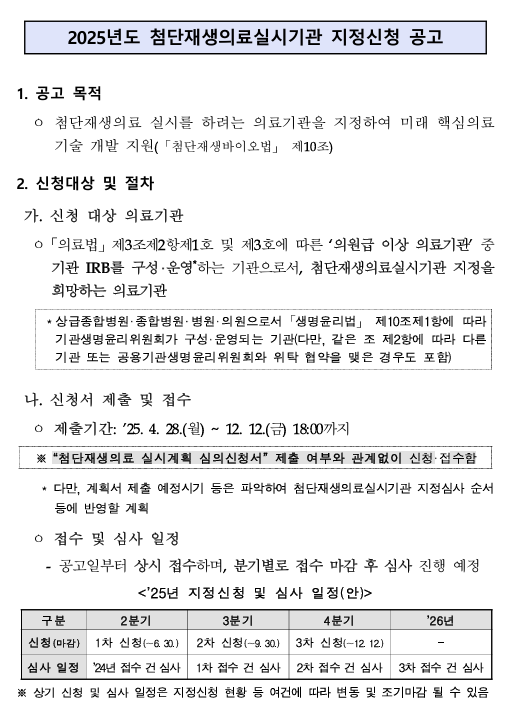 2025년도 첨단재생의료실시기관 지정신청 공고
1. 공고 목적
ㅇ 첨단재생의료 실시를 하려는 의료기관을 지정하여 미래 핵심의료
기술 개발 지원(「첨단재생바이오법」 제10조)
2. 신청대상 및 절차
가. 신청 대상 의료기관
ㅇ「의료법」제3조제2항제1호 및 제3호에 따른 ‘의원급 이상 의료기관’ 중
기관 IRB를 구성·운영*하는 기관으로서, 첨단재생의료실시기관 지정을
희망하는 의료기관
* 상급종합병원·종합병원·병원·의원으로서「생명윤리법」 제10조제1항에 따라
기관생명윤리위원회가 구성·운영되는 기관(다만, 같은 조 제2항에 따라 다른
기관 또는 공용기관생명윤리위원회와 위탁 협약을 맺은 경우도 포함)
나. 신청서 제출 및 접수
ㅇ 제출기간: ’25. 4. 28.(월) ~ 12. 12.(금) 18:00까지
※ “첨단재생의료 실시계획 심의신청서” 제출 여부와 관계없이 신청·접수함
* 다만, 계획서 제출 예정시기 등은 파악하여 첨단재생의료실시기관 지정심사 순서
등에 반영할 계획
ㅇ 접수 및 심사 일정
- 공고일부터 상시 접수하며, 분기별로 접수 마감 후 심사 진행 예정
<’25년 지정신청 및 심사 일정(안)>
구분 2분기 3분기 4분기 ’26년
신청(마감) 1차 신청(~6. 30.) 2차 신청(~9. 30.) 3차 신청(~12. 12.) -
심사 일정 ’24년 접수 건 심사 1차 접수 건 심사 2차 접수 건 심사 3차 접수 건 심사
※ 상기 신청 및 심사 일정은 지정신청 현황 등 여건에 따라 변동 및 조기마감 될 수 있음